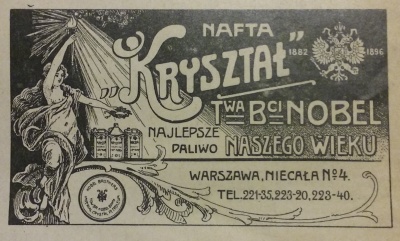 NAFTA
1882 1896
„KRYSZTAŁ”
TWA BCI NOBEL
NAJLEPSZE
PALIWO
NASZEGO WIEKU
WARSZAWA, NIECAŁA Nº 4.
TEL. 221-35, 223-20, 223-40.